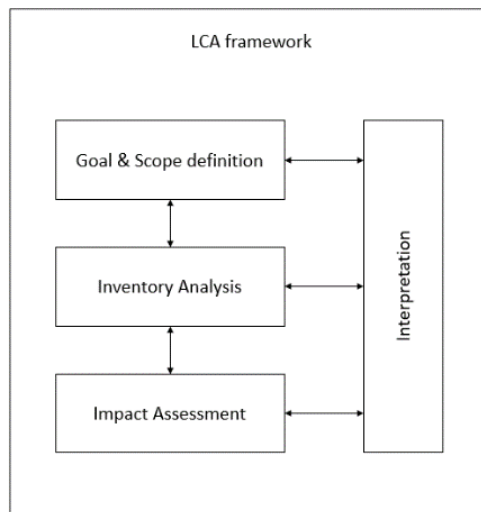 LCA framework
Goal & Scope definition
Inventory Analysis
Impact Assessment
Interpretation